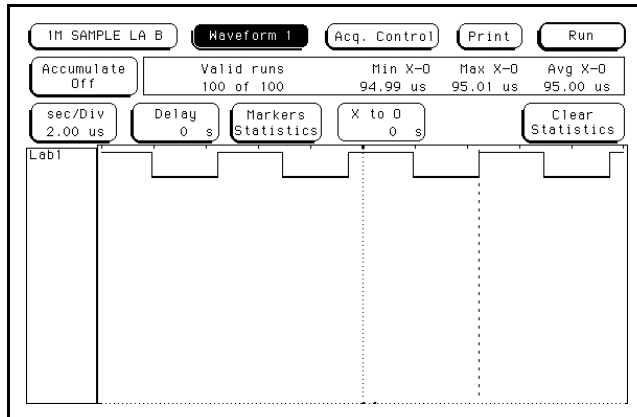 1M SAMPLE LA B
Waveform 1
Acq. Control
Print
Run
Accumulate
Off
Valid runs
100 of 100
Min X-O
94.99 us
Max X-O
95.01 us
Avg X-O
95.00 us
sec/Div
2.00 us
Delay
0 s
Markers
Statistics
X to O
0 s
Clear
Statistics
Lab1